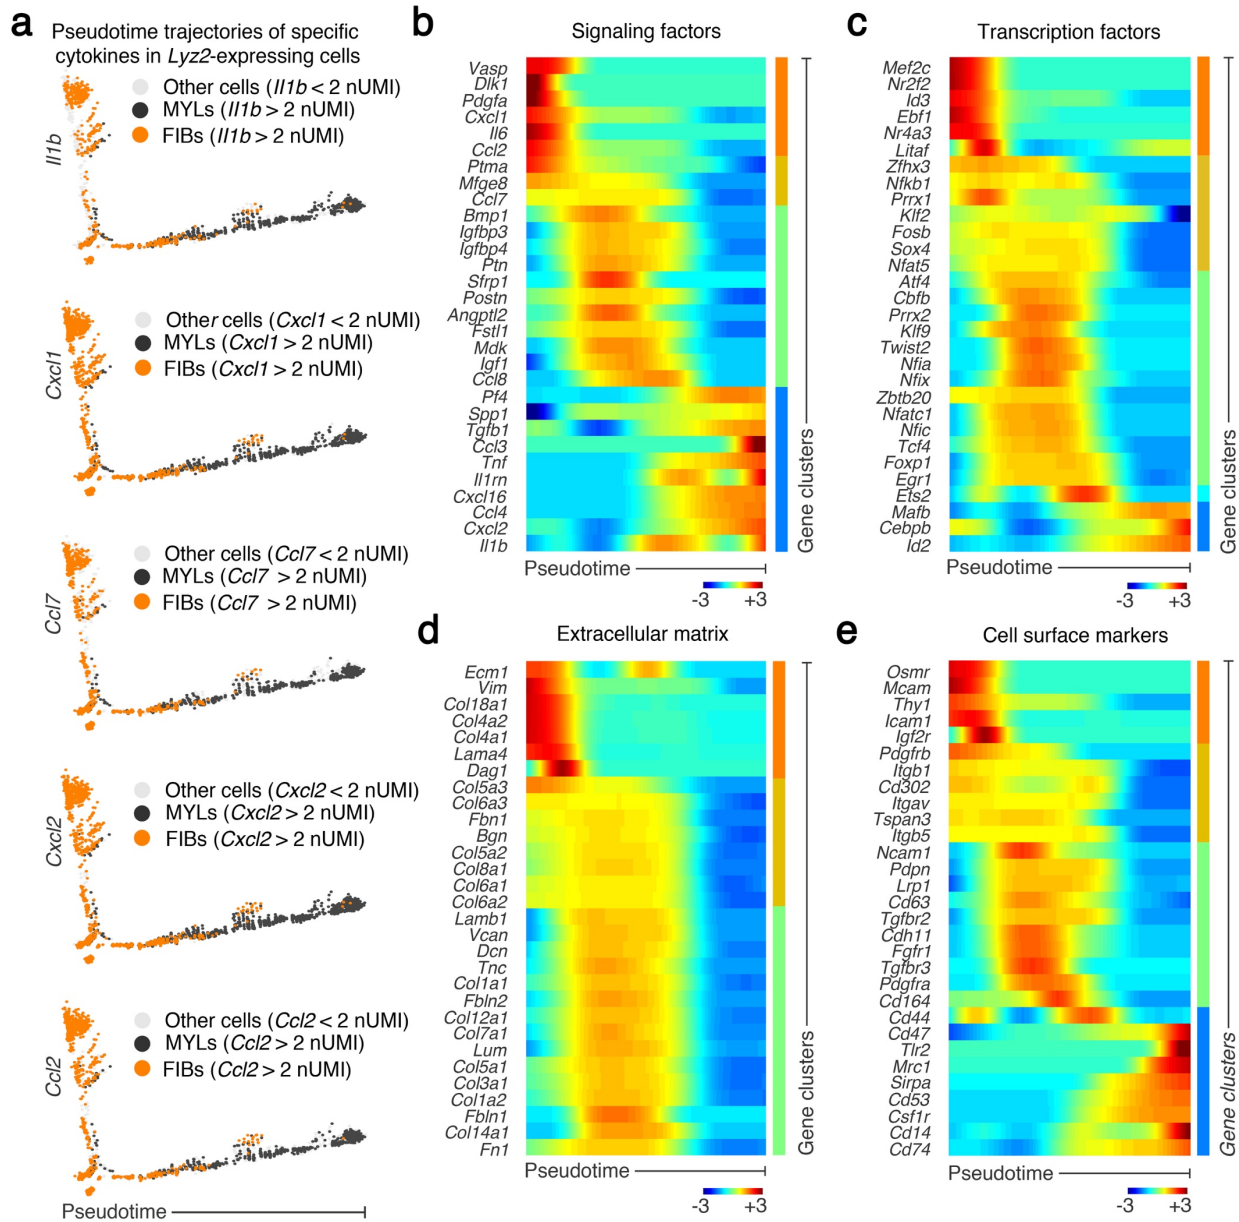 a
Pseudotime trajectories of specific
cytokines in Lyz2-expressing cells
Il1b
Other cells (Il1b < 2 nUMI)
MYLs (Il1b > 2 nUMI)
FIBs (Il1b > 2 nUMI)
Cxcl1
Other cells (Cxcl1 < 2 nUMI)
MYLs (Cxcl1 > 2 nUMI)
FIBs (Cxcl1 > 2 nUMI)
Ccl7
Other cells (Ccl7 < 2 nUMI)
MYLs (Ccl7 > 2 nUMI)
FIBs (Ccl7 > 2 nUMI)
Cxcl2
Other cells (Cxcl2 < 2 nUMI)
MYLs (Cxcl2 > 2 nUMI)
FIBs (Cxcl2 > 2 nUMI)
Ccl2
Other cells (Ccl2 < 2 nUMI)
MYLs (Ccl2 > 2 nUMI)
FIBs (Ccl2 > 2 nUMI)
Pseudotime
b
Signaling factors
Vasp
Dlk1
Pdgfa
Cxcl1
Il6
Ccl2
Ptma
Mfge8
Ccl7
Bmp1
Igfbp3
Igfbp4
Ptn
Sfrp1
Postn
Angptl2
Fstl1
Mdk
Igf1
Ccl8
Pf4
Spp1
Tgfb1
Ccl3
Tnf
Il1rn
Cxcl16
Ccl4
Cxcl2
Il1b
Gene clusters
Pseudotime
-3 +3
c
Transcription factors
Mef2c
Nr2f2
Id3
Ebf1
Nr4a3
Litaf
Zfhx3
Nfkb1
Prrx1
Klf2
Fosb
Sox4
Nfat5
Atf4
Cbfb
Prrx2
Klf9
Twist2
Nfia
Nfix
Zbtb20
Nfatc1
Nfic
Tcf4
Foxp1
Egr1
Ets2
Mafb
Cebpb
Id2
Gene clusters
Pseudotime
-3 +3
d
Extracellular matrix
Ecm1
Vim
Col18a1
Col4a2
Col4a1
Lama4
Dag1
Col5a3
Col6a3
Fbn1
Bgn
Col5a2
Col8a1
Col6a1
Col6a2
Lamb1
Vcan
Dcn
Tnc
Col1a1
Fbln2
Col12a1
Col7a1
Lum
Col5a1
Col3a1
Col1a2
Fbln1
Col14a1
Fn1
Gene clusters
Pseudotime
-3 +3
e
Cell surface markers
Osmr
Mcam
Thy1
Icam1
Igf2r
Pdgfrb
Itgb1
Cd302
Itgav
Tspan3
Itgb5
Ncam1
Pdpn
Lrp1
Cd63
Tgfbr2
Cdh11
Fgfr1
Tgfbr3
Pdgfra
Cd164
Cd44
Cd47
Tlr2
Mrc1
Sirpa
Cd53
Csf1r
Cd14
Cd74
Gene clusters
Pseudotime
-3 +3